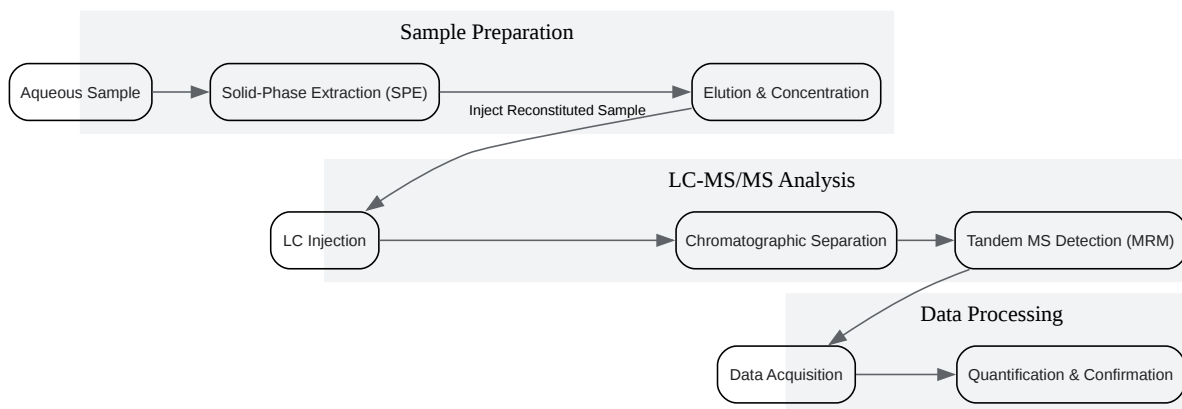 Sample Preparation
Aqueous Sample
Solid-Phase Extraction (SPE)
Elution & Concentration
Inject Reconstituted Sample
LC-MS/MS Analysis
LC Injection
Chromatographic Separation
Tandem MS Detection (MRM)
Data Processing
Data Acquisition
Quantification & Confirmation